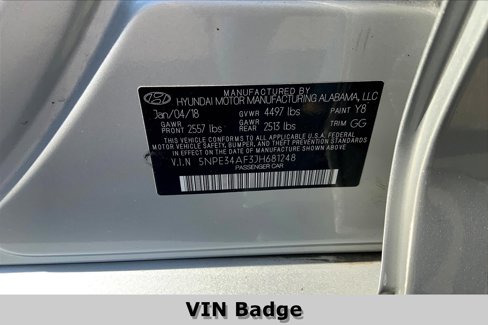 MANUFACTURED BY
HYUNDAI MOTOR MANUFACTURING ALABAMA, LLC
Jan/04/18 GVWR 4497 lbs PAINT Y8
GAWR FRONT 2557 lbs GAWR REAR 2513 lbs TRIM GG
THIS VEHICLE CONFORMS TO ALL APPLICABLE U.S.A. FEDERAL
MOTOR VEHICLE SAFETY, BUMPER, AND THEFT PREVENTION STANDARDS
IN EFFECT ON THE DATE OF MANUFACTURE SHOWN ABOVE.
V.I.N 5NPE34AF3JH681248
PASSENGER CAR
VIN Badge